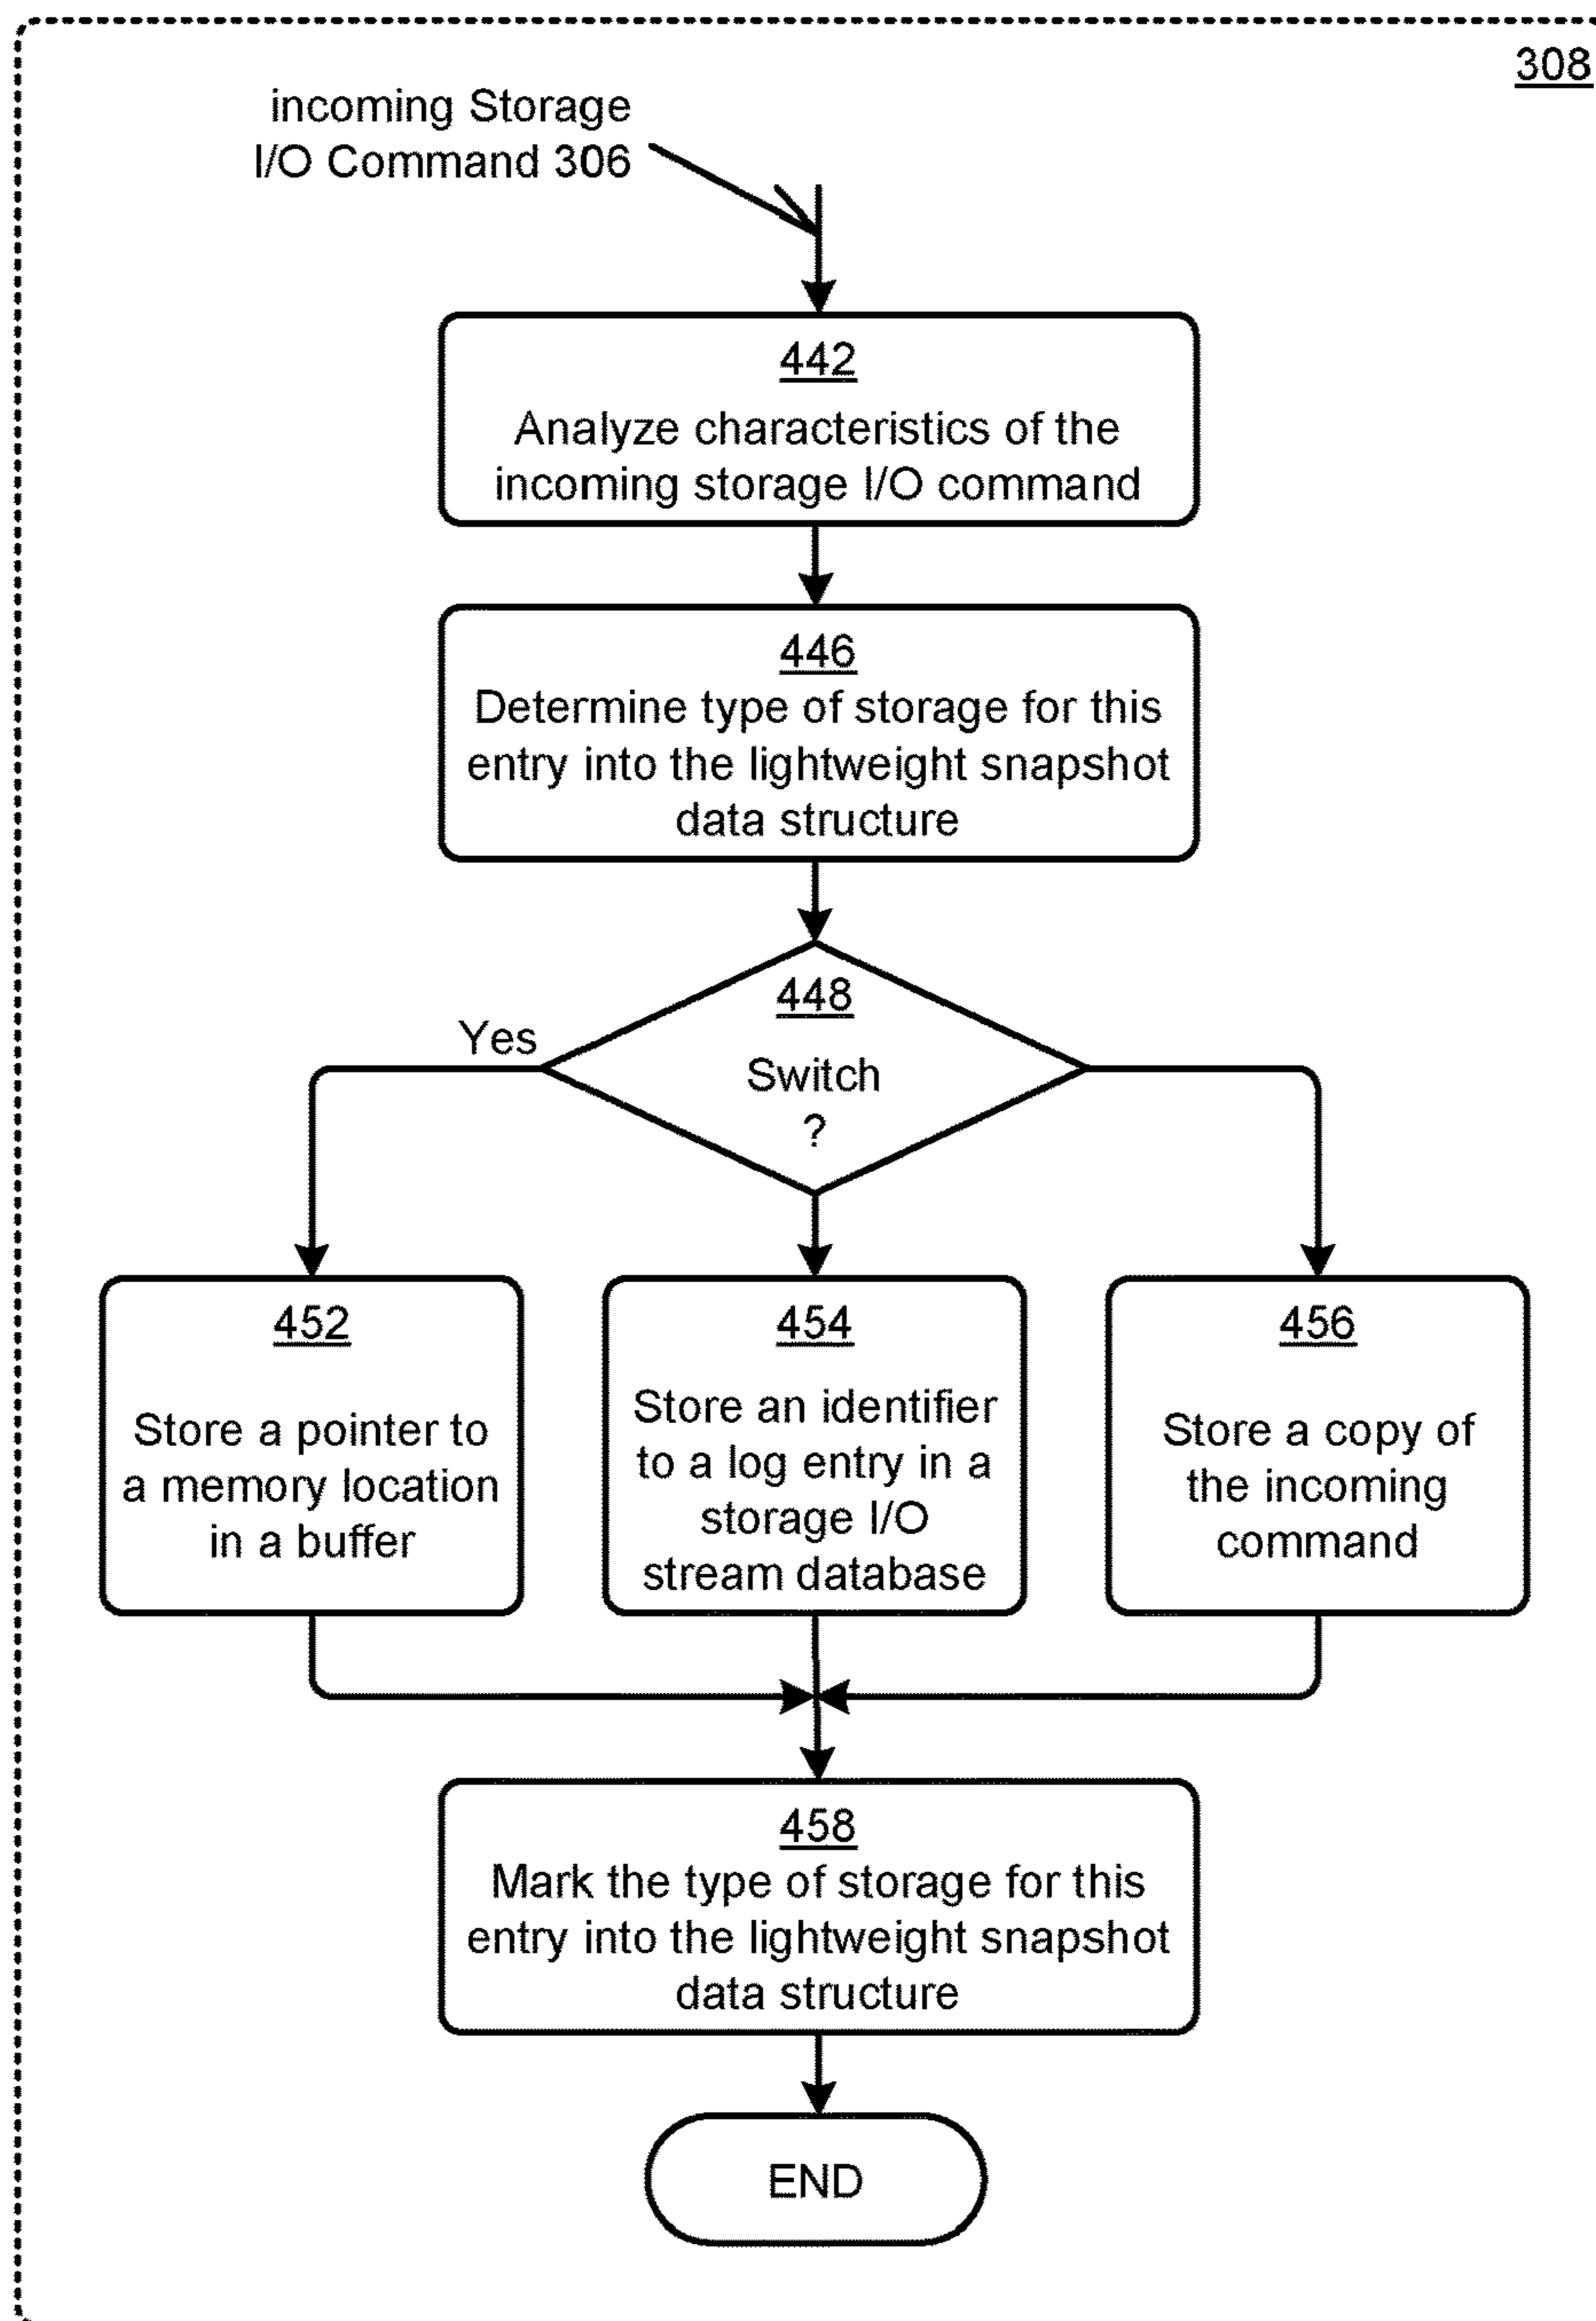 308
incoming Storage
I/O Command 306
442
Analyze characteristics of the
incoming storage I/O command
446
Determine type of storage for this
entry into the lightweight snapshot
data structure
448
Yes
Switch
?
452
Store a pointer to
a memory location
in a buffer
454
Store an identifier
to a log entry in a
storage I/O
stream database
456
Store a copy of
the incoming
command
458
Mark the type of storage for this
entry into the lightweight snapshot
data structure
END